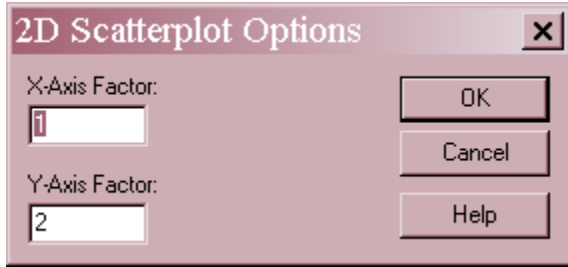 2D Scatterplot Options
X-Axis Factor:
1
Y-Axis Factor:
2
OK
Cancel
Help